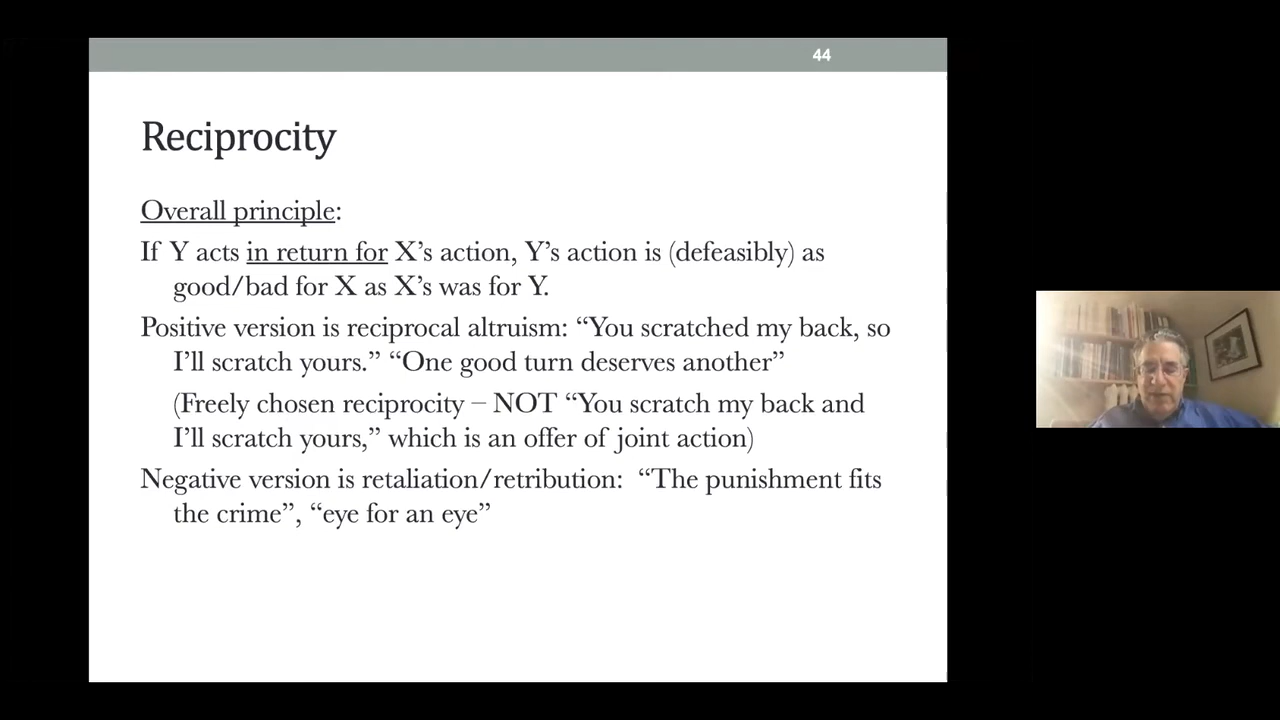 44
Reciprocity
Overall principle:
If Y acts in return for X’s action, Y’s action is (defeasibly) as
good/bad for X as X’s was for Y.
Positive version is reciprocal altruism: “You scratched my back, so
I’ll scratch yours.” “One good turn deserves another”
(Freely chosen reciprocity – NOT “You scratch my back and
I’ll scratch yours,” which is an offer of joint action)
Negative version is retaliation/retribution: “The punishment fits
the crime”, “eye for an eye”